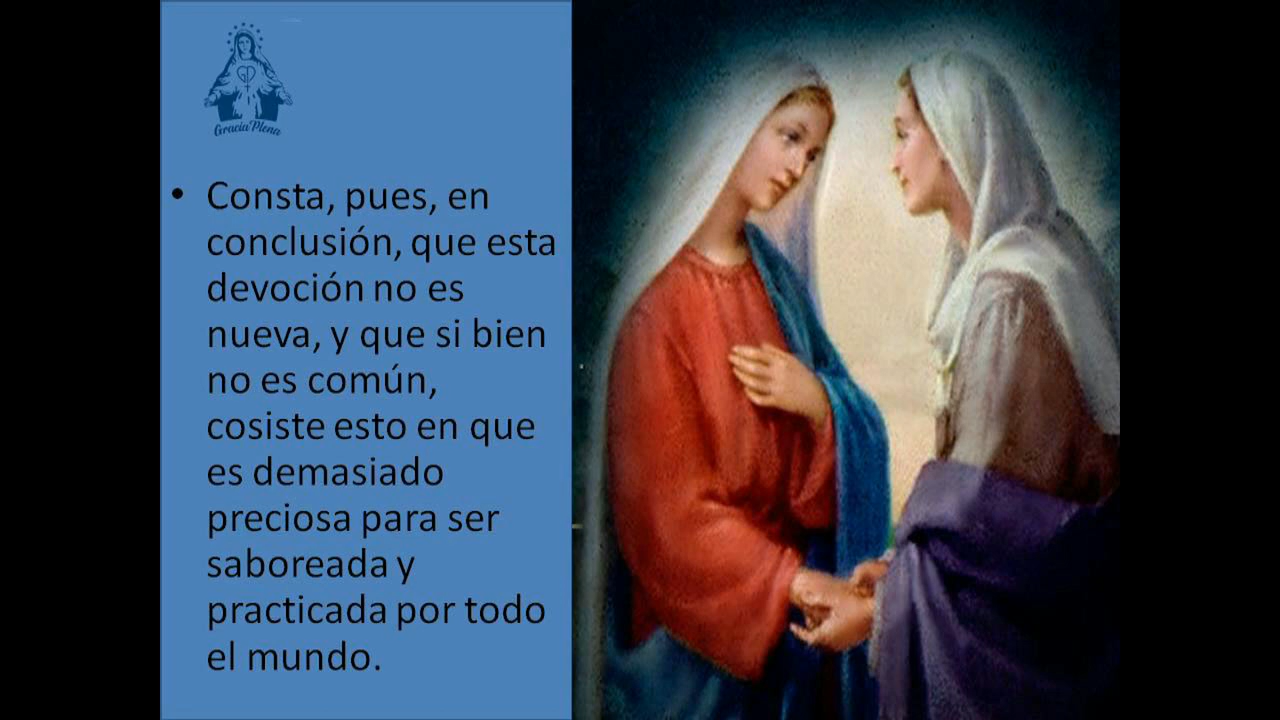 Gracia Plena
• Consta, pues, en
conclusión, que esta
devoción no es
nueva, y que si bien
no es común,
cosiste esto en que
es demasiado
preciosa para ser
saboreada y
practicada por todo
el mundo.